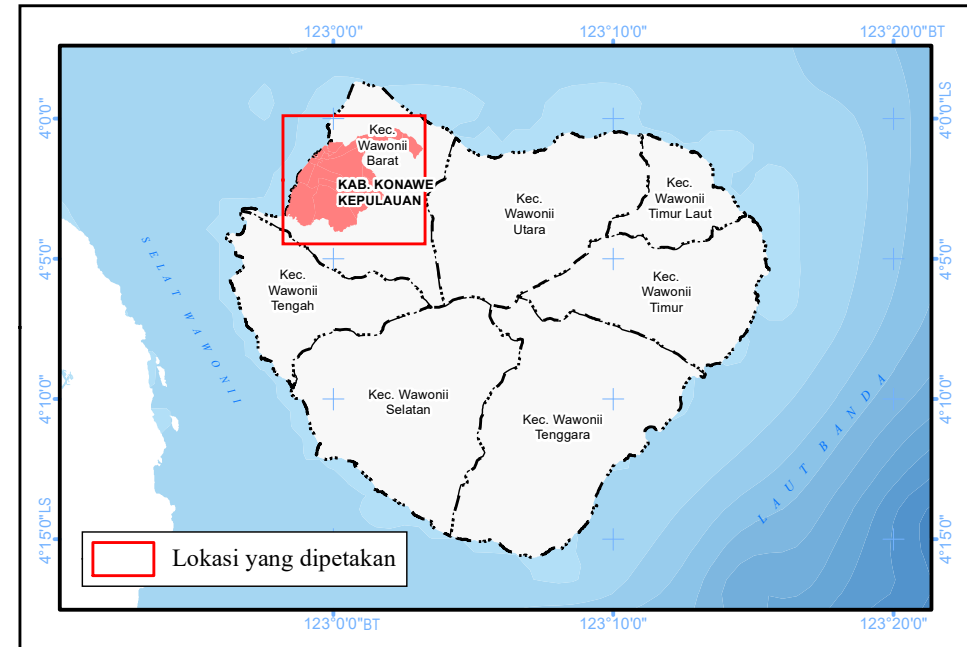 123°0'0"
123°10'0"
123°20'0"BT
4°0'0"LS
4°0'0"
4°5'0"
4°5'0"
4°10'0"
4°10'0"
4°15'0"LS
4°15'0"
Kec.
Wawonii
Barat
KAB. KONAWE
KEPULAUAN
Kec.
Wawonii
Utara
Kec.
Wawonii
Timur Laut
Kec.
Wawonii
Tengah
Kec.
Wawonii
Timur
Kec. Wawonii
Selatan
Kec. Wawonii
Tenggara
SELAT WAWONII
LAUT BANDA
Lokasi yang dipetakan
123°0'0"BT
123°10'0"
123°20'0"